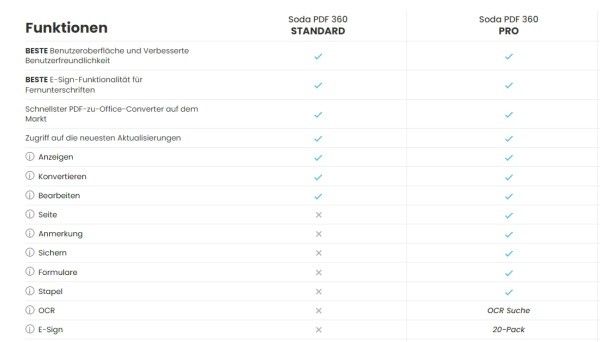 Funktionen
Soda PDF 360
STANDARD
Soda PDF 360
PRO
BESTE Benutzeroberfläche und Verbesserte
Benutzerfreundlichkeit
BESTE E-Sign-Funktionalität für
Fernunterschriften
Schnellster PDF-zu-Office-Converter auf dem
Markt
Zugriff auf die neuesten Aktualisierungen
Anzeigen
Konvertieren
Bearbeiten
Seite
Anmerkung
Sichern
Formulare
Stapel
OCR
OCR Suche
E-Sign
20-Pack